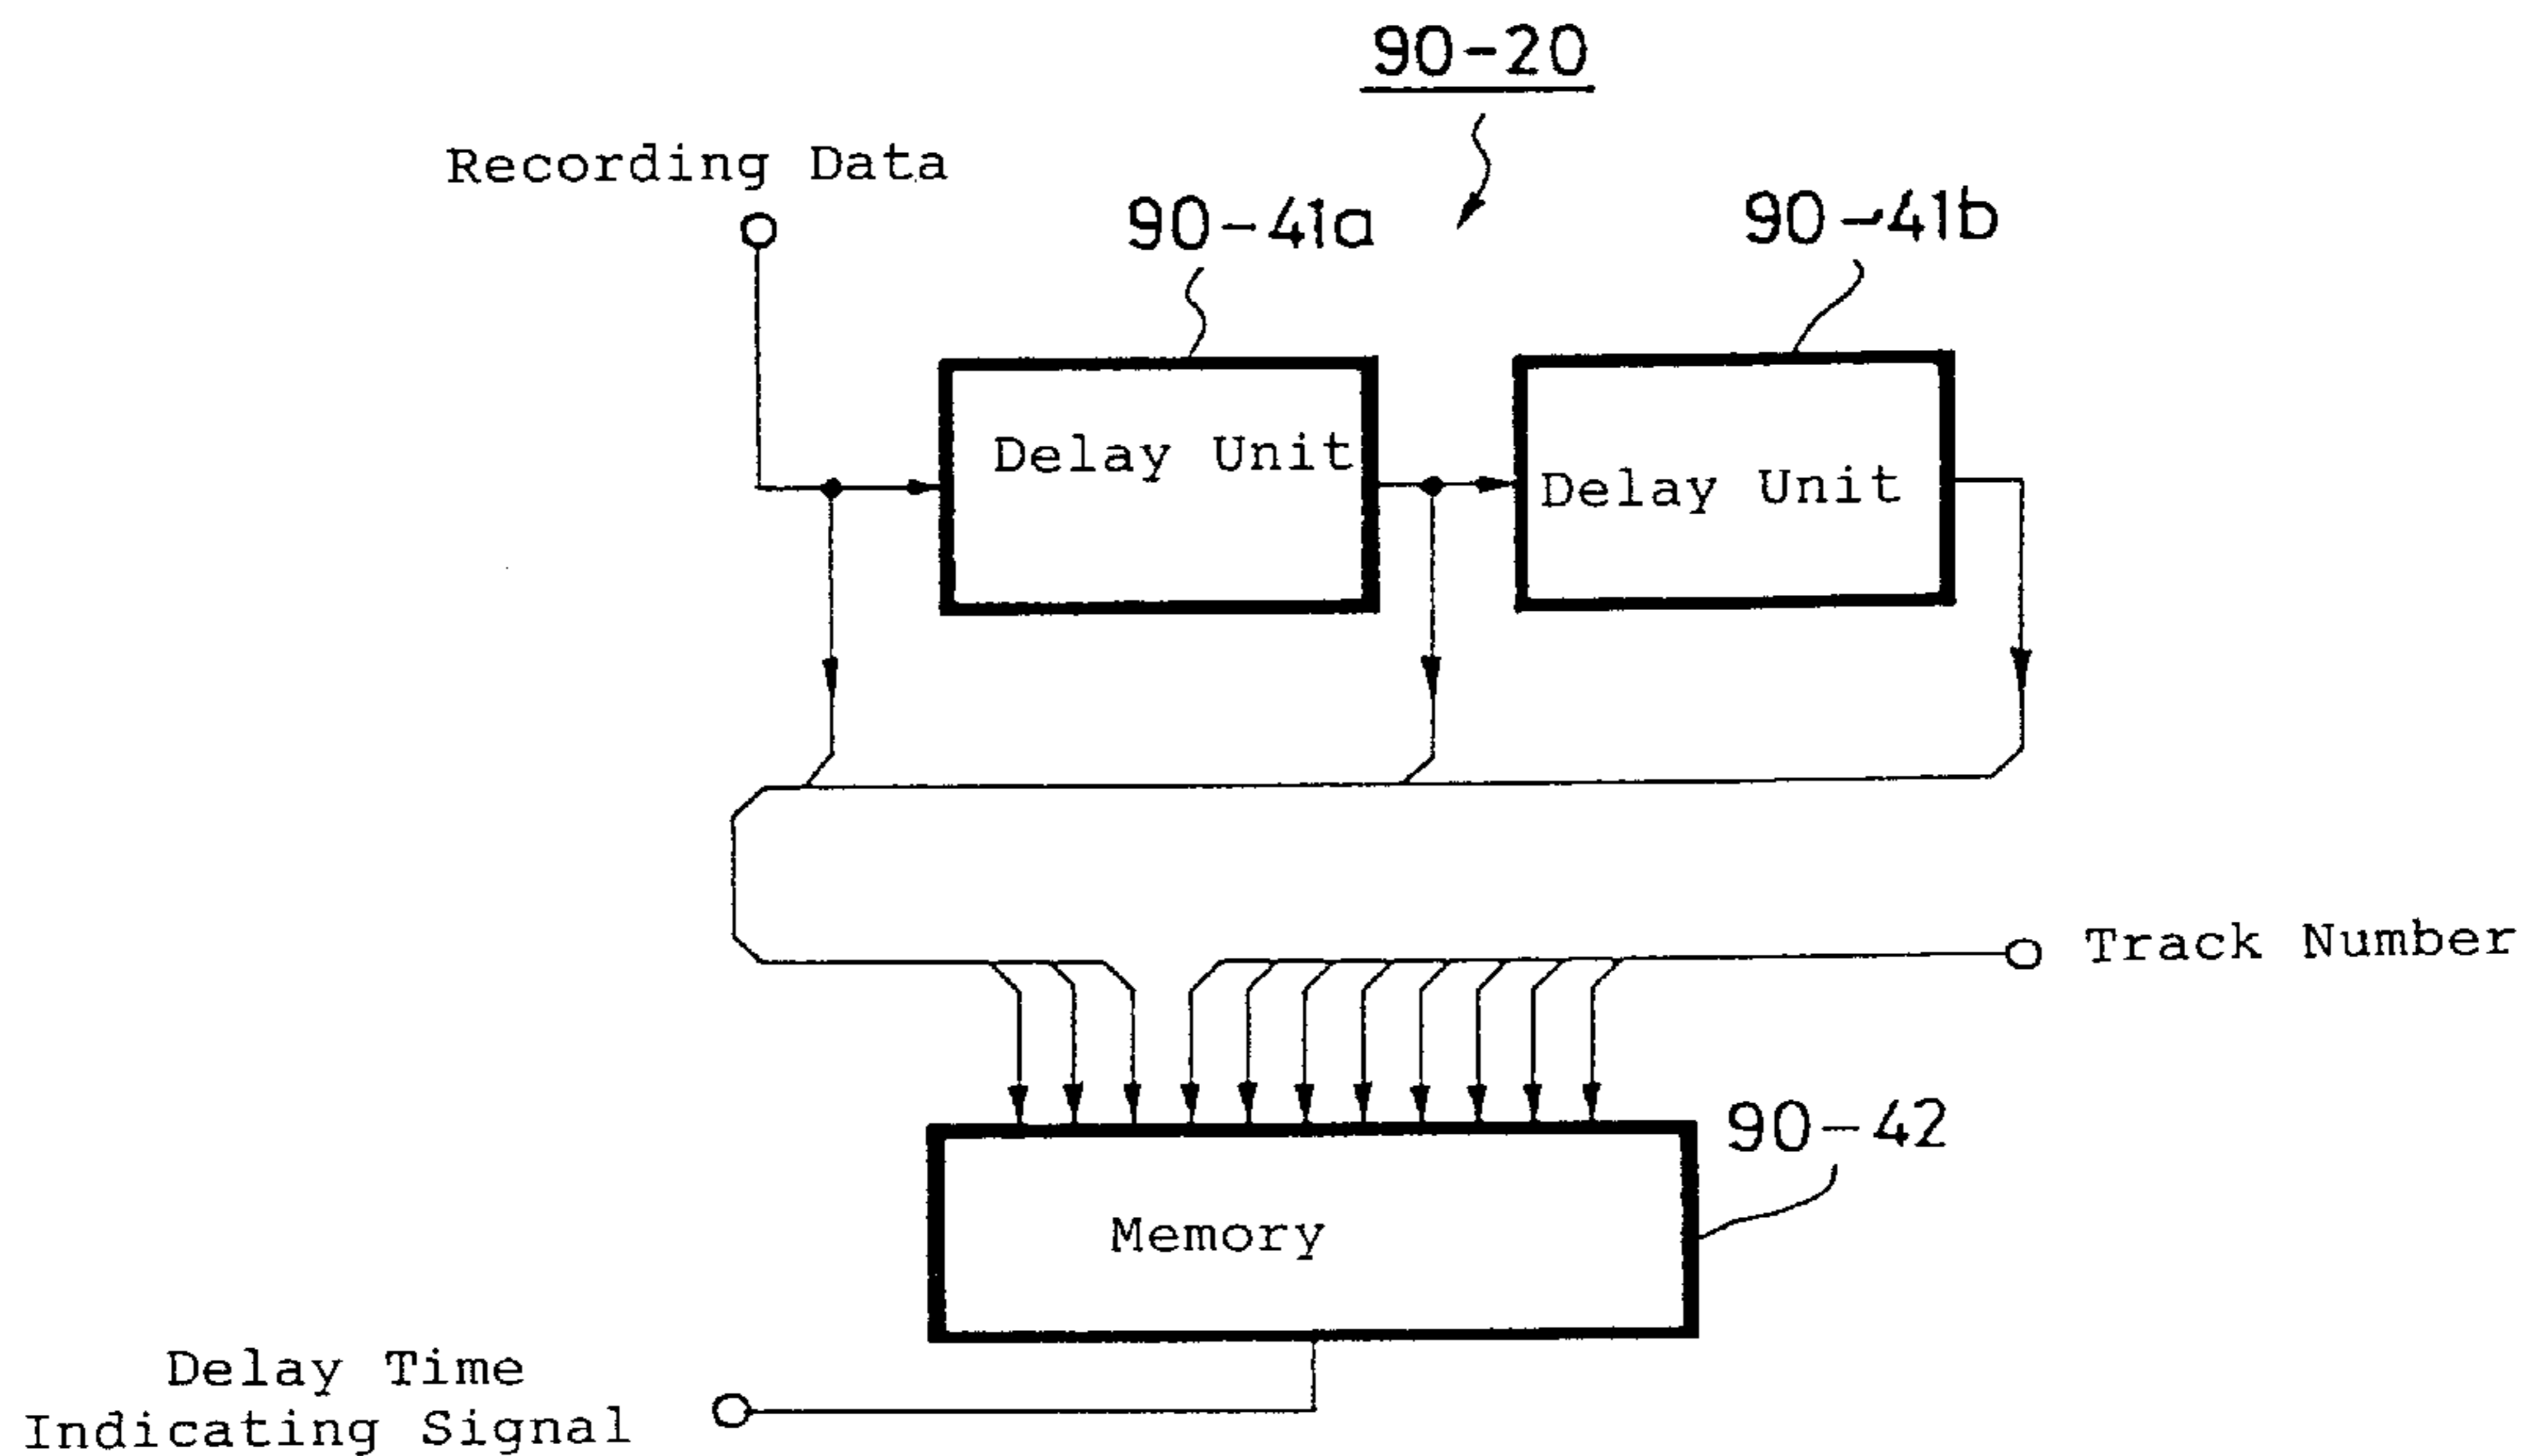 90-20
Recording Data
90-41a
90-41b
Delay Unit
Delay Unit
Track Number
90-42
Memory
Delay Time
Indicating Signal